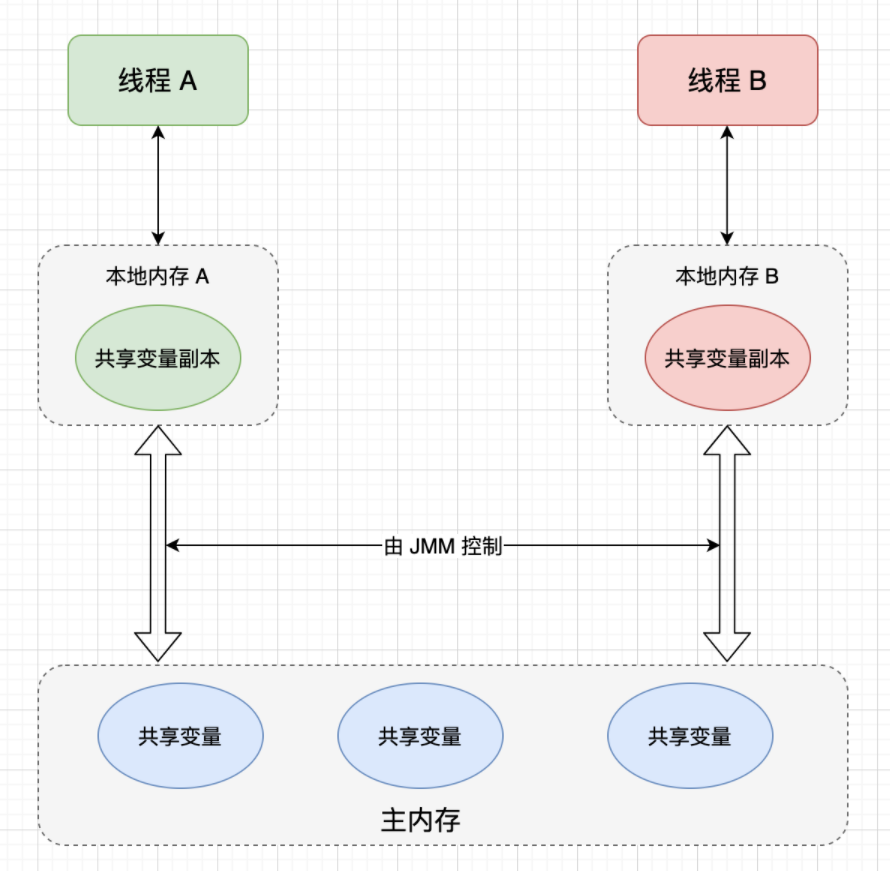 线程 A
线程 B
本地内存 A
本地内存 B
共享变量副本
共享变量副本
由 JMM 控制
共享变量
共享变量
共享变量
主内存